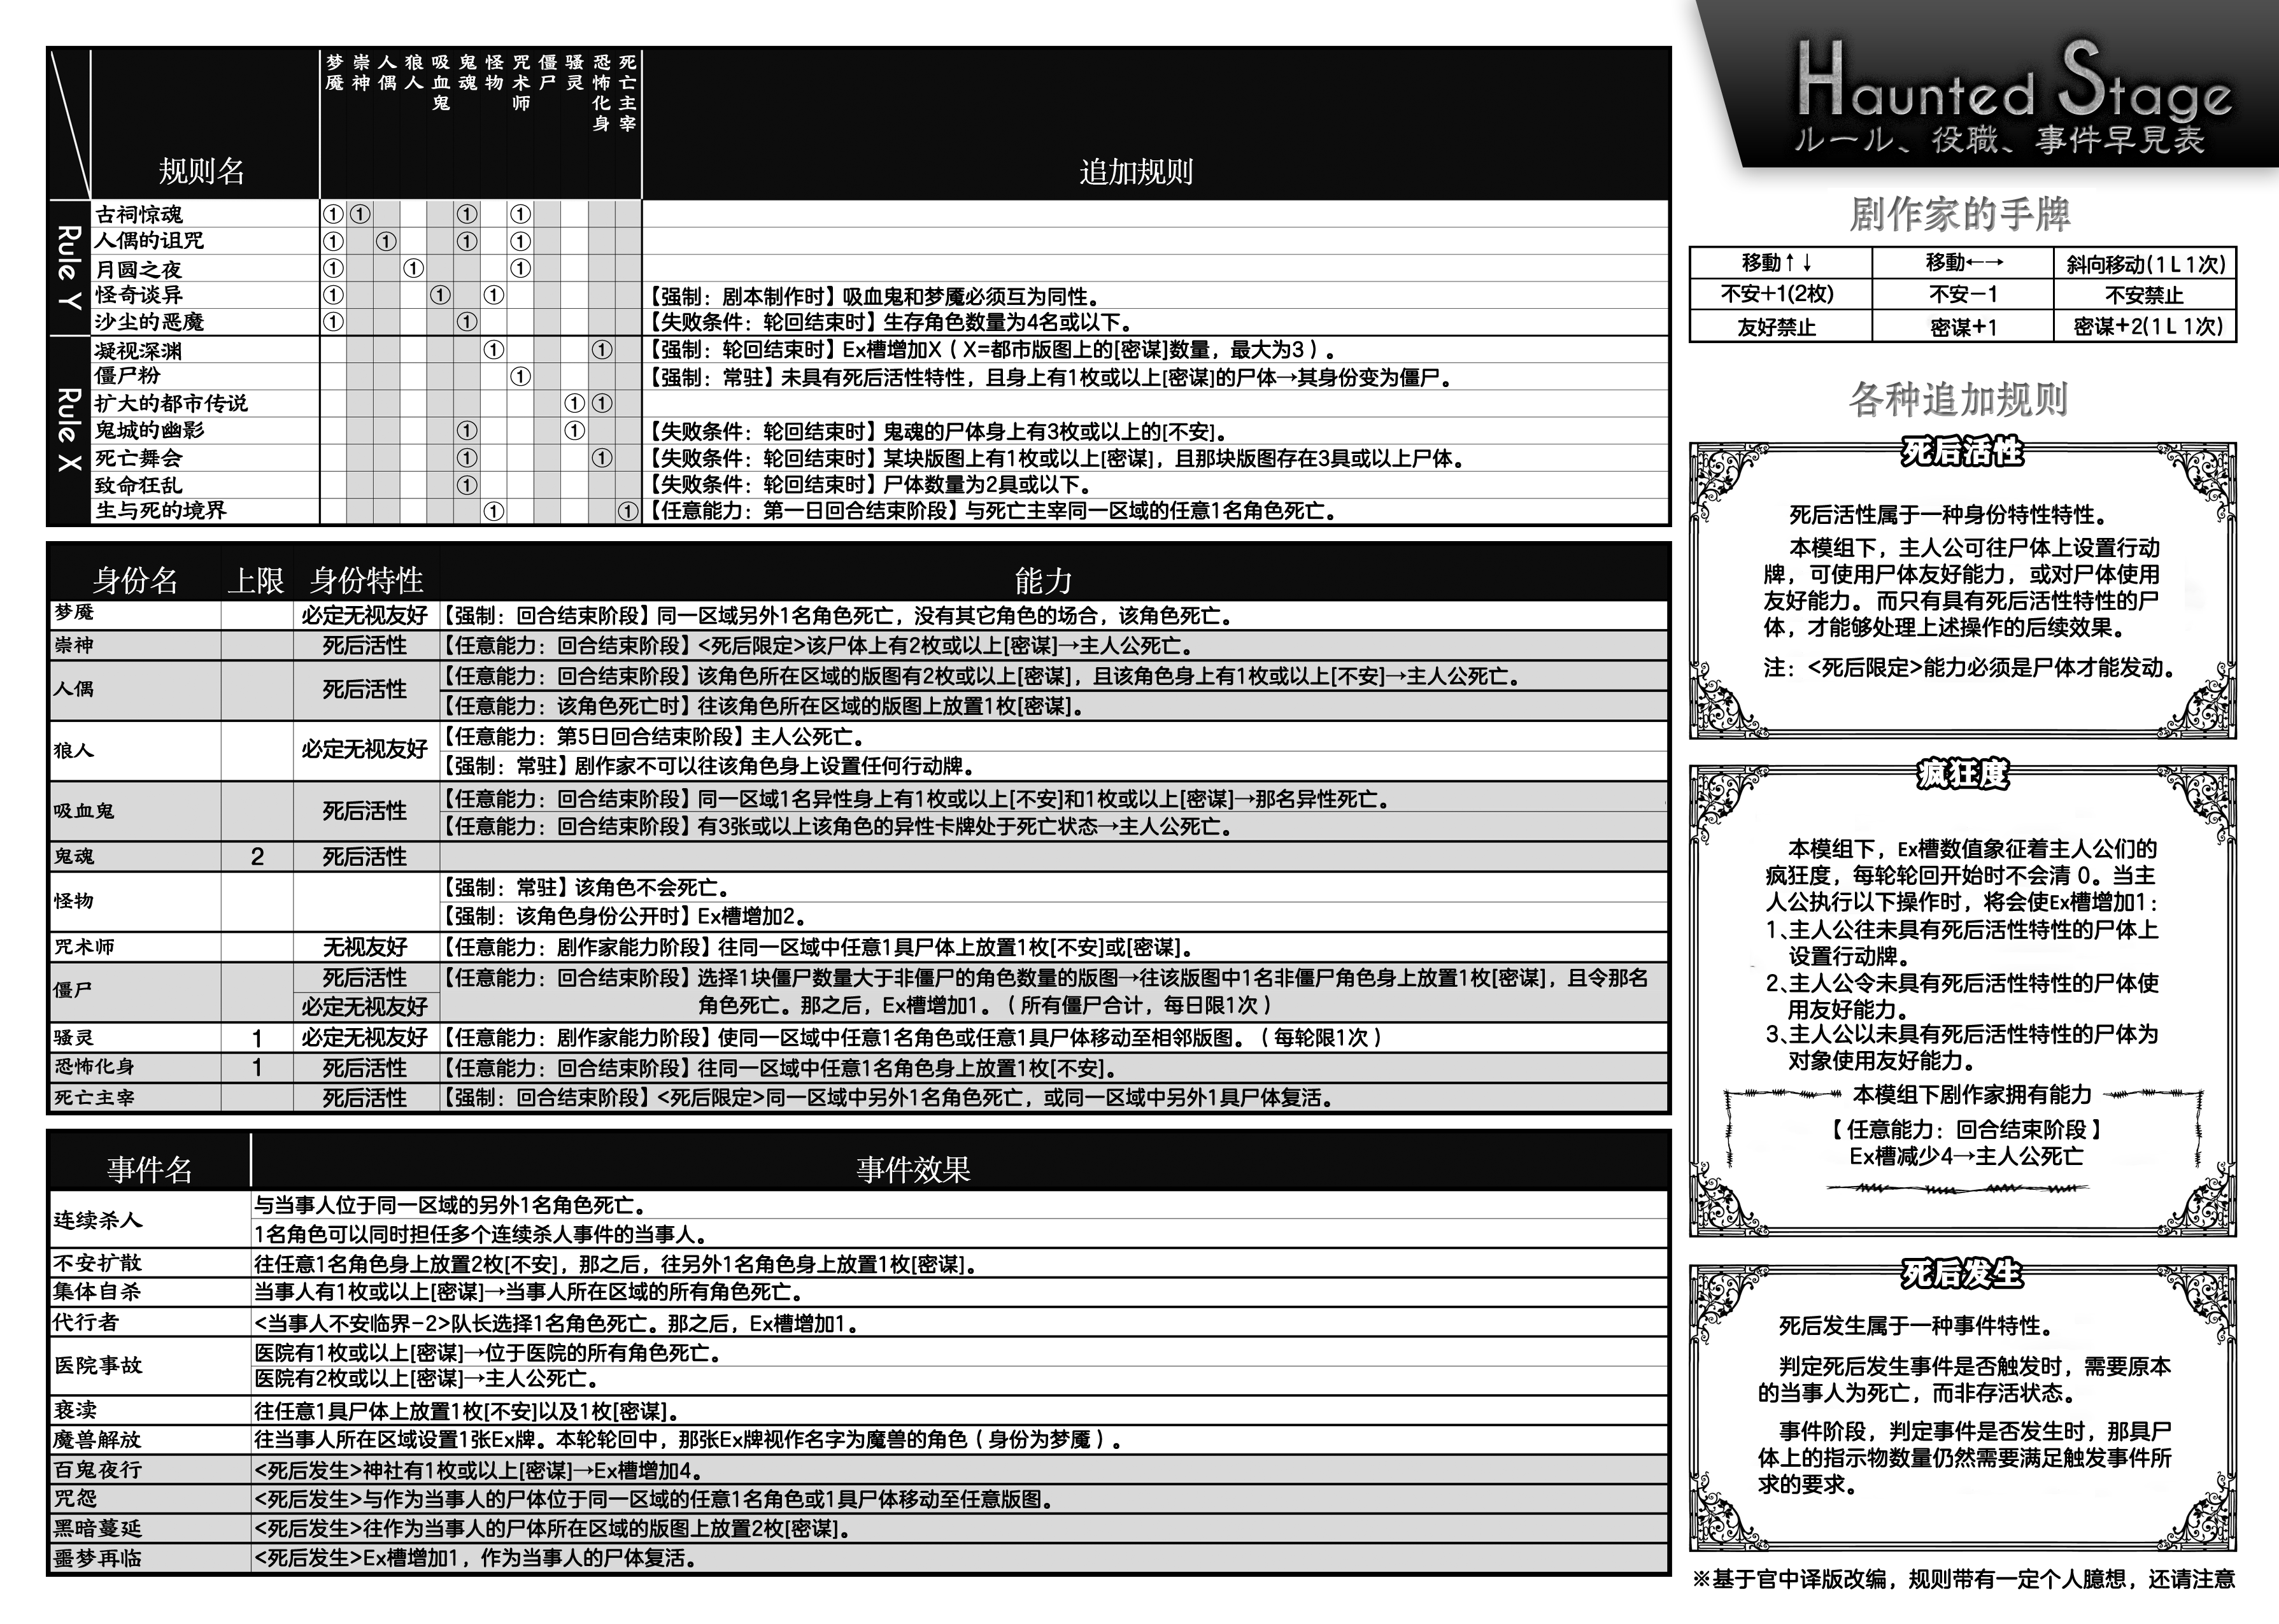 Haunted Stage
ルール、役職、事件早見表
规则名
梦魇
祟神
人偶
狼人
吸血鬼
鬼魂
怪物
咒术师
僵尸
骚灵
恐怖化身
死亡主宰
追加规则
Rule Y
古祠惊魂 ① ① ① ①
人偶的诅咒 ① ① ① ①
月圆之夜 ① ① ①
怪奇谈异 ① ① ① 【强制：剧本制作时】吸血鬼和梦魇必须互为同性。
沙尘的恶魔 ① ① 【失败条件：轮回结束时】生存角色数量为4名或以下。
Rule X
凝视深渊 ① ① 【强制：轮回结束时】Ex槽增加X（X=都市版图上的[密谋]数量，最大为3）。
僵尸粉 ① 【强制：常驻】未具有死后活性特性，且身上有1枚或以上[密谋]的尸体→其身份变为僵尸。
扩大的都市传说 ① ①
鬼城的幽影 ① ① 【失败条件：轮回结束时】鬼魂的尸体身上有3枚或以上的[不安]。
死亡舞会 ① ① 【失败条件：轮回结束时】某块版图上有1枚或以上[密谋]，且那块版图存在3具或以上尸体。
致命狂乱 ① 【失败条件：轮回结束时】尸体数量为2具或以下。
生与死的境界 ① ① 【任意能力：第一日回合结束阶段】与死亡主宰同一区域的任意1名角色死亡。
身份名 上限 身份特性 能力
梦魇 必定无视友好 【强制：回合结束阶段】同一区域另外1名角色死亡，没有其它角色的场合，该角色死亡。
祟神 死后活性 【任意能力：回合结束阶段】<死后限定>该尸体上有2枚或以上[密谋]→主人公死亡。
人偶 死后活性 【任意能力：回合结束阶段】该角色所在区域的版图有2枚或以上[密谋]，且该角色身上有1枚或以上[不安]→主人公死亡。
【任意能力：该角色死亡时】往该角色所在区域的版图上放置1枚[密谋]。
狼人 必定无视友好 【任意能力：第5日回合结束阶段】主人公死亡。
【强制：常驻】剧作家不可以往该角色身上设置任何行动牌。
吸血鬼 死后活性 【任意能力：回合结束阶段】同一区域1名异性身上有1枚或以上[不安]和1枚或以上[密谋]→那名异性死亡。
【任意能力：回合结束阶段】有3张或以上该角色的异性卡牌处于死亡状态→主人公死亡。
鬼魂 2 死后活性
怪物 【强制：常驻】该角色不会死亡。
【强制：该角色身份公开时】Ex槽增加2。
咒术师 无视友好 【任意能力：剧作家能力阶段】往同一区域中任意1具尸体上放置1枚[不安]或[密谋]。
僵尸 死后活性 【任意能力：回合结束阶段】选择1块僵尸数量大于非僵尸的角色数量的版图→往该版图中1名非僵尸角色身上放置1枚[密谋]，且令那名
必定无视友好 角色死亡。那之后，Ex槽增加1。（所有僵尸合计，每日限1次）
骚灵 1 必定无视友好 【任意能力：剧作家能力阶段】使同一区域中任意1名角色或任意1具尸体移动至相邻版图。（每轮限1次）
恐怖化身 1 死后活性 【任意能力：回合结束阶段】往同一区域中任意1名角色身上放置1枚[不安]。
死亡主宰 死后活性 【强制：回合结束阶段】<死后限定>同一区域中另外1名角色死亡，或同一区域中另外1具尸体复活。
事件名 事件效果
连续杀人 与当事人位于同一区域的另外1名角色死亡。
1名角色可以同时担任多个连续杀人事件的当事人。
不安扩散 往任意1名角色身上放置2枚[不安]，那之后，往另外1名角色身上放置1枚[密谋]。
集体自杀 当事人有1枚或以上[密谋]→当事人所在区域的所有角色死亡。
代行者 <当事人不安临界-2>队长选择1名角色死亡。那之后，Ex槽增加1。
医院事故 医院有1枚或以上[密谋]→位于医院的所有角色死亡。
医院有2枚或以上[密谋]→主人公死亡。
亵渎 往任意1具尸体上放置1枚[不安]以及1枚[密谋]。
魔兽解放 往当事人所在区域设置1张Ex牌。本轮轮回中，那张Ex牌视作名字为魔兽的角色（身份为梦魇）。
百鬼夜行 <死后发生>神社有1枚或以上[密谋]→Ex槽增加4。
咒怨 <死后发生>与作为当事人的尸体位于同一区域的任意1名角色或1具尸体移动至任意版图。
黑暗蔓延 <死后发生>往作为当事人的尸体所在区域的版图上放置2枚[密谋]。
噩梦再临 <死后发生>Ex槽增加1，作为当事人的尸体复活。
剧作家的手牌
移動↑↓ 移動←→ 斜向移动(1L1次)
不安+1(2枚) 不安−1 不安禁止
友好禁止 密谋+1 密谋+2(1L1次)
各种追加规则
死后活性
死后活性属于一种身份特性特性。
本模组下，主人公可往尸体上设置行动
牌，可使用尸体友好能力，或对尸体使用
友好能力。而只有具有死后活性特性的尸
体，才能够处理上述操作的后续效果。
注：<死后限定>能力必须是尸体才能发动。
疯狂度
本模组下，Ex槽数值象征着主人公们的
疯狂度，每轮轮回开始时不会清 0。当主
人公执行以下操作时，将会使Ex槽增加1：
1、主人公往未具有死后活性特性的尸体上
设置行动牌。
2、主人公令未具有死后活性特性的尸体使
用友好能力。
3、主人公以未具有死后活性特性的尸体为
对象使用友好能力。
本模组下剧作家拥有能力
【任意能力：回合结束阶段】
Ex槽减少4→主人公死亡
死后发生
死后发生属于一种事件特性。
判定死后发生事件是否触发时，需要原本
的当事人为死亡，而非存活状态。
事件阶段，判定事件是否发生时，那具尸
体上的指示物数量仍然需要满足触发事件所
求的要求。
※基于官中译版改编，规则带有一定个人臆想，还请注意